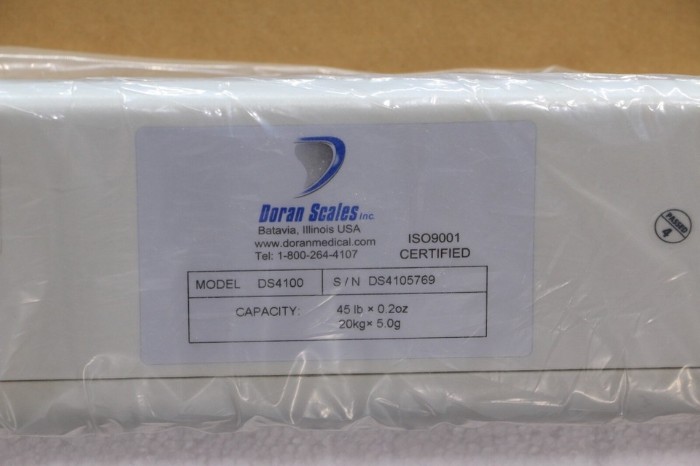 Doran Scales Inc.
Batavia, Illinois USA
www.doranmedical.com
Tel: 1-800-264-4107
ISO9001
CERTIFIED
MODEL DS4100 S / N DS4105769
CAPACITY: 45 lb × 0.2oz
20kg× 5.0g
PASSED
4